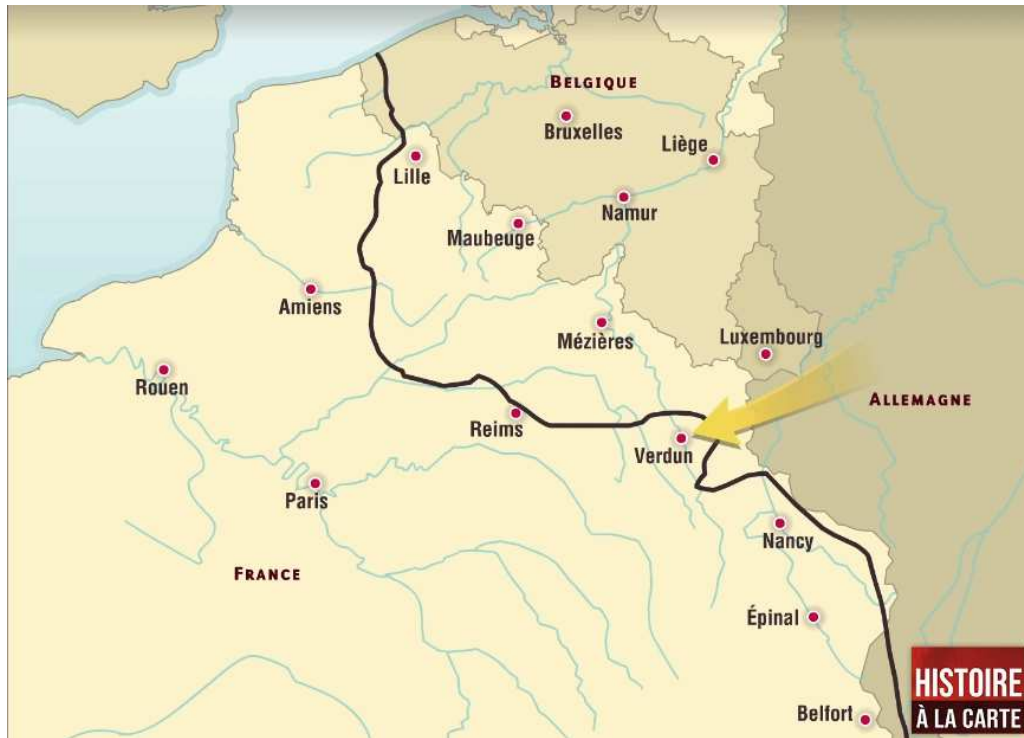 BELGIQUE
Bruxelles
Liège
Lille
Namur
Maubeuge
Amiens
Mézières
Luxembourg
Rouen
ALLEMAGNE
Reims
Verdun
Paris
Nancy
FRANCE
Épinal
HISTOIRE
À LA CARTE
Belfort